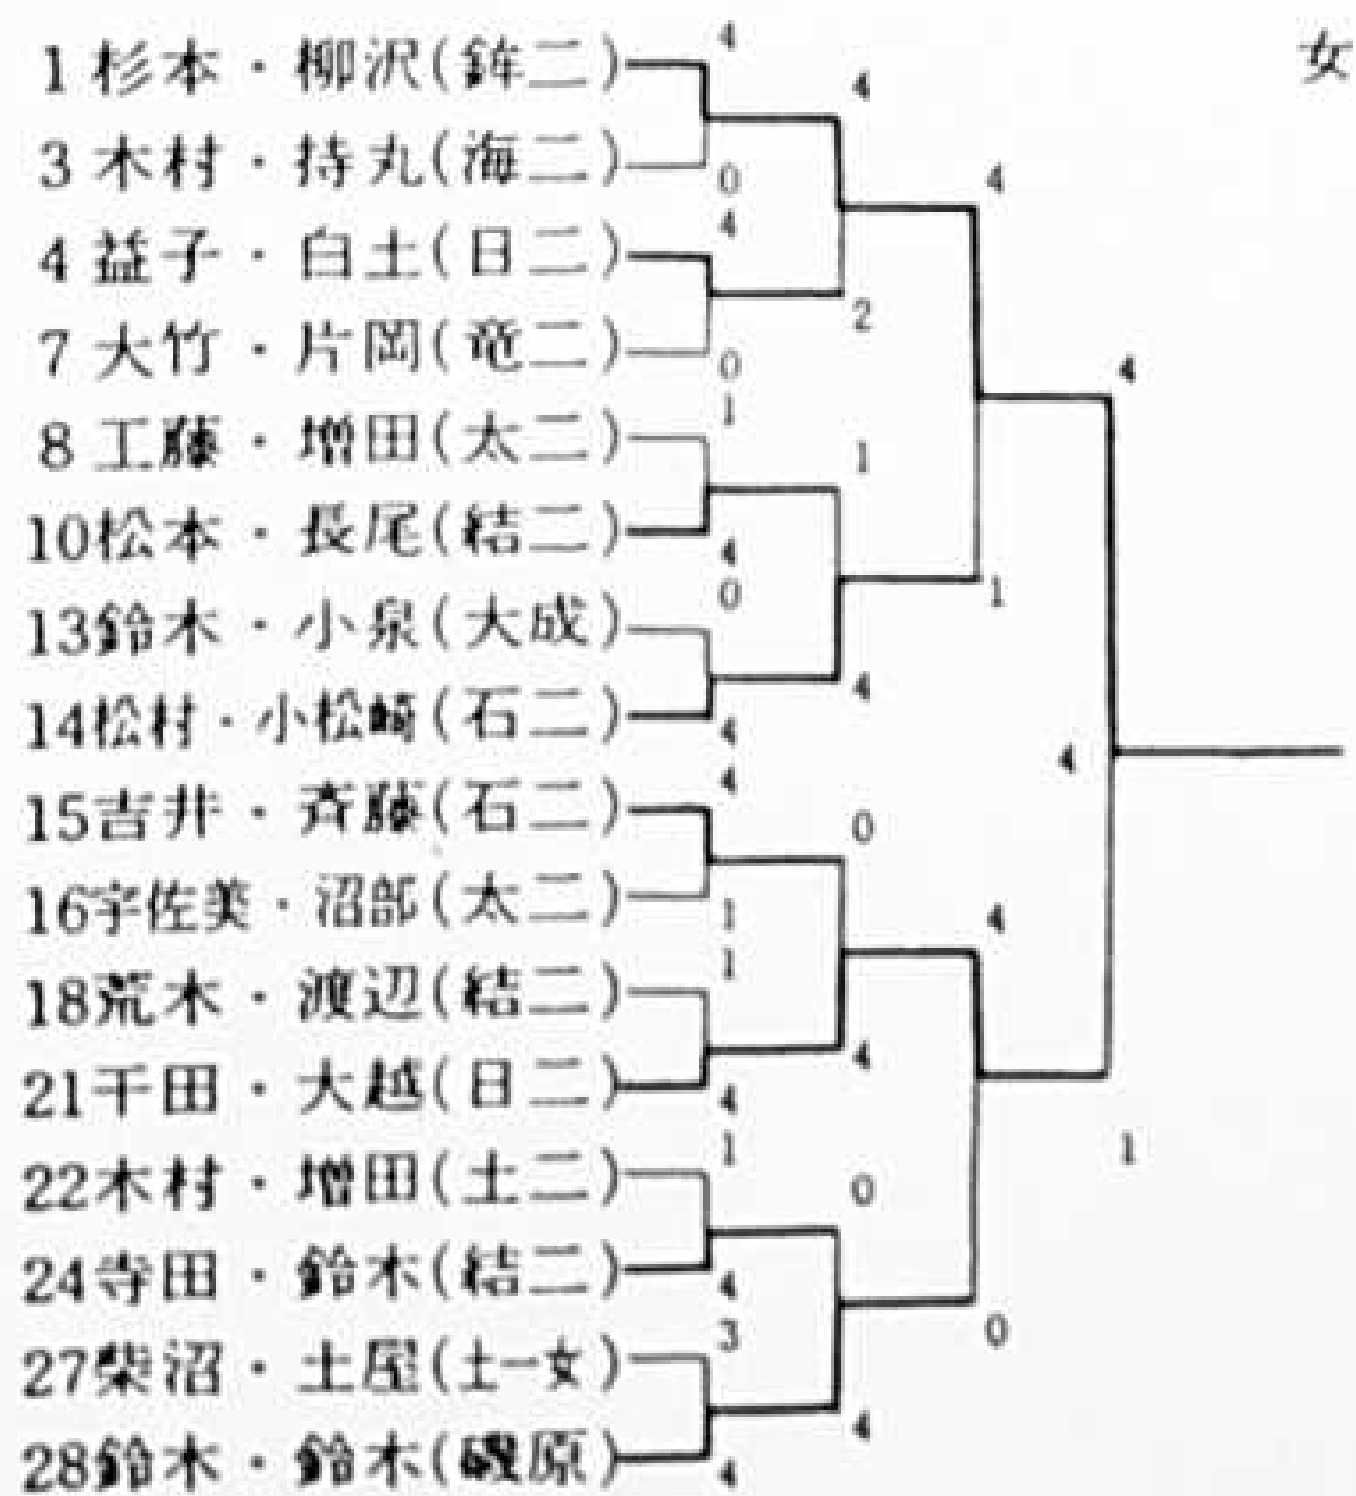 女
1 杉本・柳沢(鉾二)
3 木村・持丸(海二)
4 益子・白土(日二)
7 大竹・片岡(竜二)
8 工藤・増田(太二)
10松本・長尾(結二)
13鈴木・小泉(大成)
14松村・小松崎(石二)
15吉井・斉藤(石二)
16宇佐美・沼部(太二)
18荒木・渡辺(結二)
21千田・大越(日二)
22木村・増田(土二)
24寺田・鈴木(結二)
27柴沼・土屋(土一女)
28鈴木・鈴木(磯原)
4
0
4
0
1
4
0
4
4
1
1
4
1
4
3
4
4
2
1
4
0
4
0
4
4
1
4
0
4
1
4